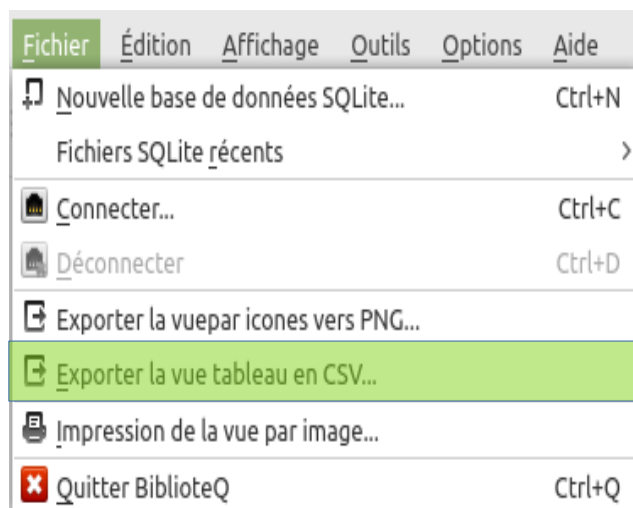 Fichier Édition Affichage Outils Options Aide
Nouvelle base de données SQLite... Ctrl+N
Fichiers SQLite récents
Connecter... Ctrl+C
Déconnecter Ctrl+D
Exporter la vuepar icones vers PNG...
Exporter la vue tableau en CSV...
Impression de la vue par image...
Quitter BiblioteQ Ctrl+Q